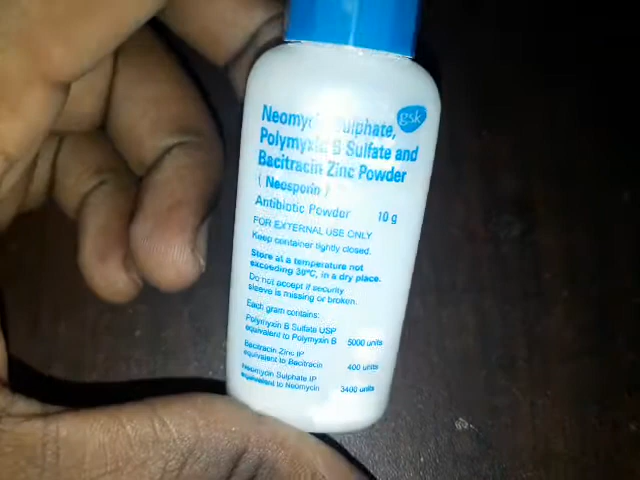 gsk
Neomycin Sulphate,
Polymyxin B Sulfate and
Bacitracin Zinc Powder
( Neosporin )
Antibiotic Powder 10 g
FOR EXTERNAL USE ONLY
Keep container tightly closed.
Store at a temperature not
exceeding 30°C, in a dry place.
Do not accept if security
sleeve is missing or broken.
Each gram contains:
Polymyxin B Sulfate USP
equivalent to Polymyxin B 5000 units
Bacitracin Zinc IP
equivalent to Bacitracin 400 units
Neomycin Sulphate IP
equivalent to Neomycin 3400 units